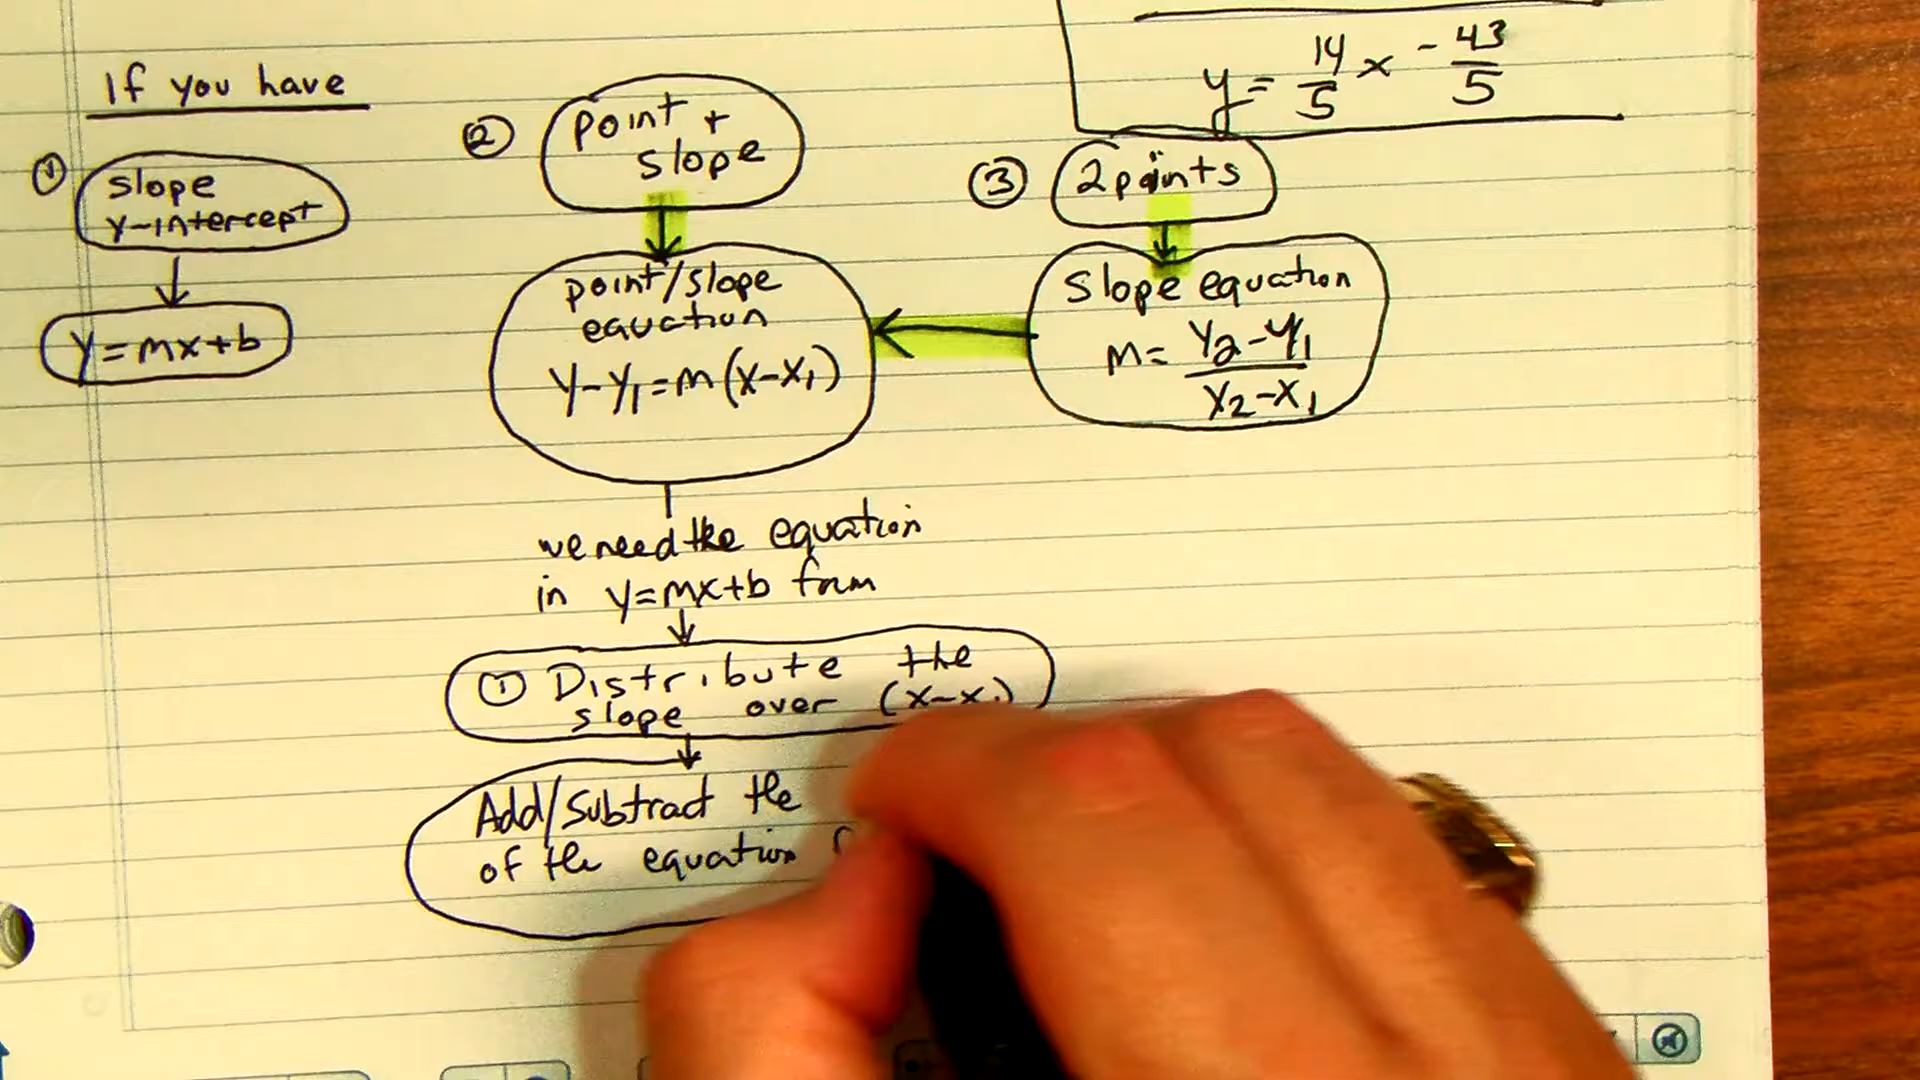 y = 14/5 x - 43/5
If you have
① slope
y-intercept
y=mx+b
② point +
slope
point/slope
equation
y-y₁=m(x-x₁)
③ 2 points
slope equation
m= y₂-y₁
x₂-x₁
we need the equation
in y=mx+b form
① Distribute the
slope over (x-x₁)
Add/Subtract the
of the equation